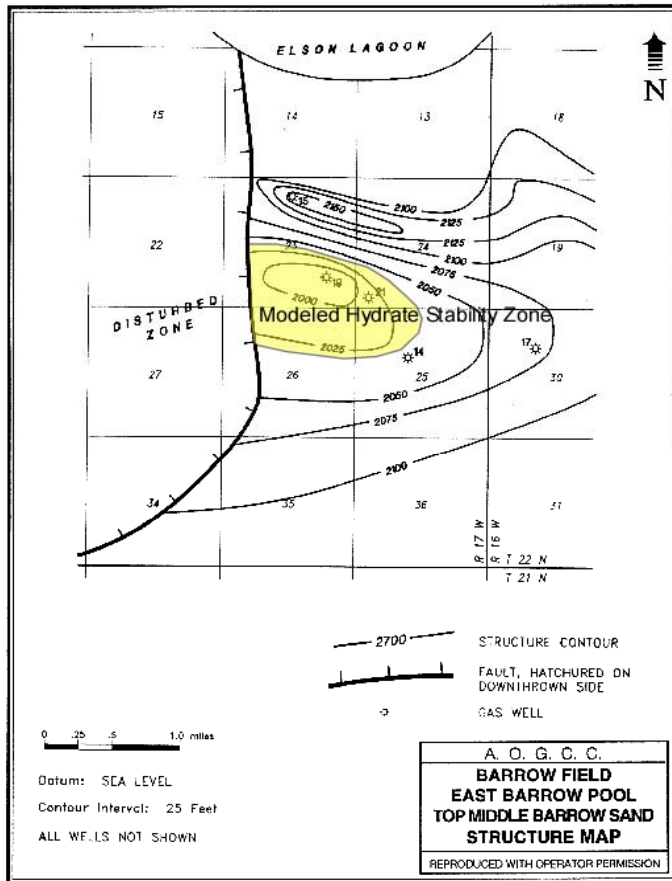 ELSON LAGOON
N
15
14
13
18
15
2150
2100
2125
2125
2100
2075
2050
22
23
24
19
19
2000
21
DISTURBED
ZONE
Modeled Hydrate Stability Zone
2025
14
17
27
26
25
30
2050
2075
2100
34
35
36
31
R 17 W
R 16 W
T 22 N
T 21 N
2700
STRUCTURE CONTOUR
FAULT, HATCHURED ON
DOWNTHROWN SIDE
GAS WELL
0 .25 .5 1.0 miles
Datum: SEA LEVEL
Contour Interval: 25 Feet
ALL WELLS NOT SHOWN
A. O. G. C. C.
BARROW FIELD
EAST BARROW POOL
TOP MIDDLE BARROW SAND
STRUCTURE MAP
REPRODUCED WITH OPERATOR PERMISSION